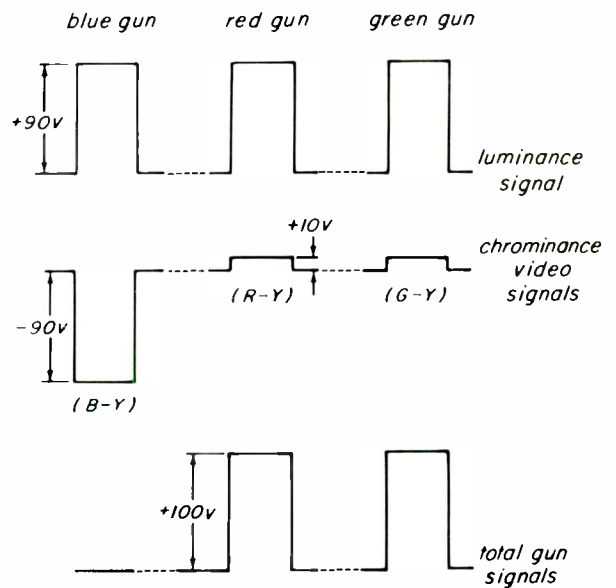 blue gun
red gun
green gun
+90v
luminance
signal
+10v
chrominance
video
signals
(R-Y)
(G-Y)
-90v
(B-Y)
+100v
total gun
signals